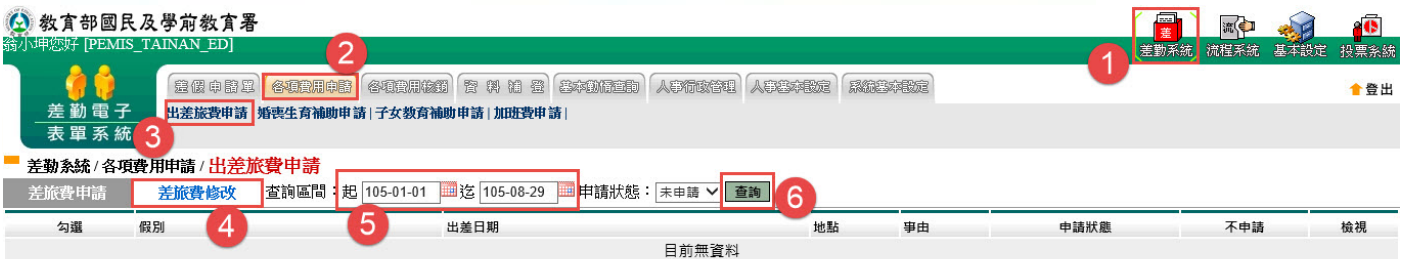 教育部國民及學前教育署
翁小坤您好 [PEMIS_TAINAN_ED]
1
差
差勤系統 流程系統 基本設定 投票系統
2
差假申請單 各項費用申請 各項費用核銷 資料補登 基本勤惰查詢 人事行政管理 人事基本設定 系統基本設定
登出
差勤電子
表單系統
3
出差旅費申請 | 婚喪生育補助申請 | 子女教育補助申請 | 加班費申請 |
差勤系統 / 各項費用申請 / 出差旅費申請
差旅費申請 差旅費修改 查詢區間：起 105-01-01 迄 105-08-29 申請狀態： 未申請 查詢
4 5 6
勾選 假別 出差日期 地點 事由 申請狀態 不申請 檢視
目前無資料